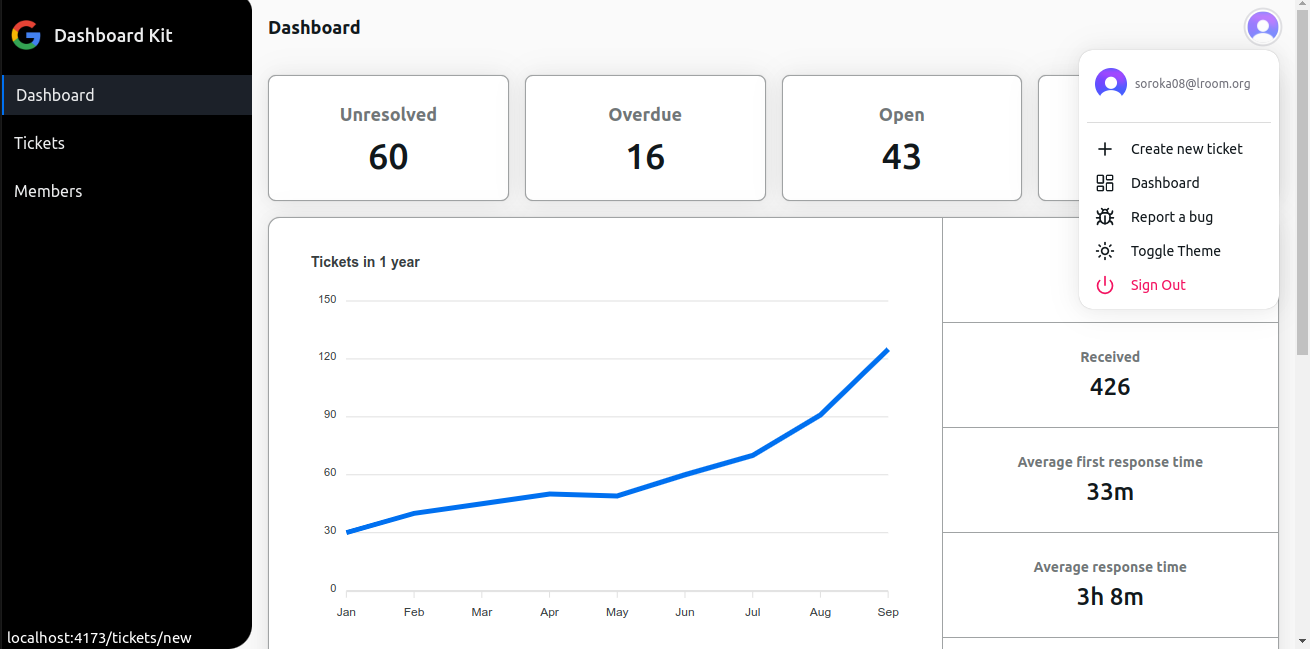 Dashboard Kit
Dashboard
Tickets
Members
localhost:4173/tickets/new
Dashboard
Unresolved
60
Overdue
16
Open
43
soroka08@lroom.org
Create new ticket
Dashboard
Report a bug
Toggle Theme
Sign Out
Tickets in 1 year
150
120
90
60
30
0
Jan Feb Mar Apr May Jun Jul Aug Sep
Received
426
Average first response time
33m
Average response time
3h 8m